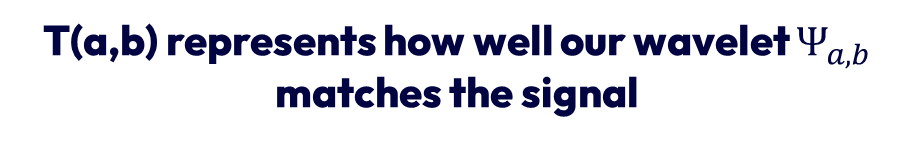 T(a,b) represents how well our wavelet Ψa,b
matches the signal